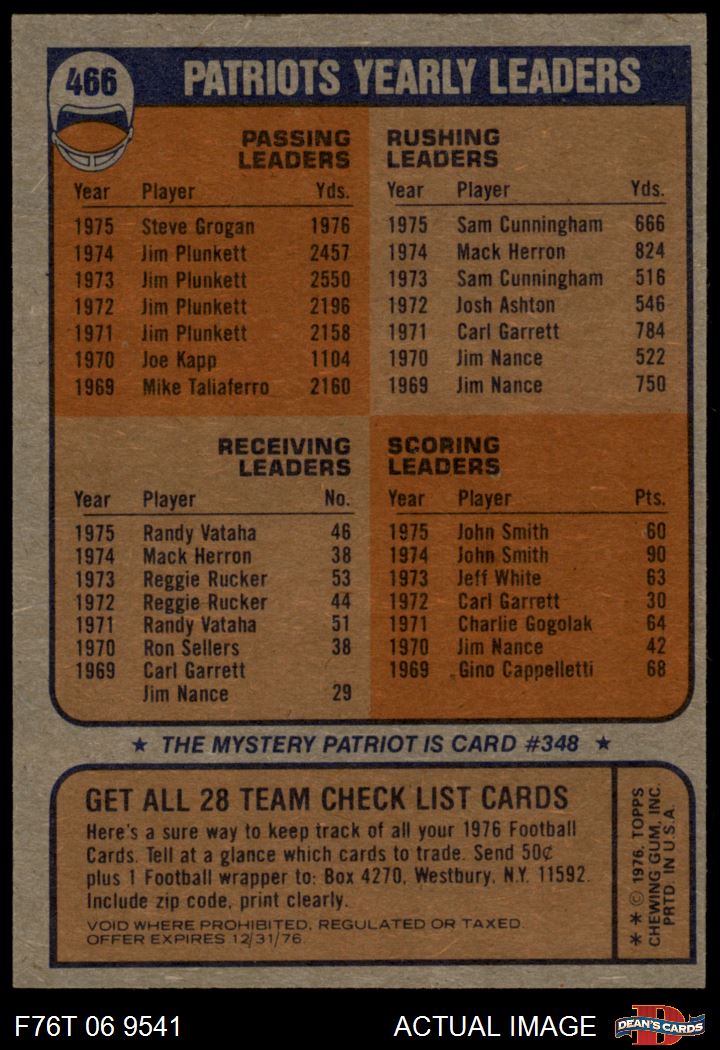 466
PATRIOTS YEARLY LEADERS
PASSING
LEADERS
Year Player Yds.
1975 Steve Grogan 1976
1974 Jim Plunkett 2457
1973 Jim Plunkett 2550
1972 Jim Plunkett 2196
1971 Jim Plunkett 2158
1970 Joe Kapp 1104
1969 Mike Taliaferro 2160
RUSHING
LEADERS
Year Player Yds.
1975 Sam Cunningham 666
1974 Mack Herron 824
1973 Sam Cunningham 516
1972 Josh Ashton 546
1971 Carl Garrett 784
1970 Jim Nance 522
1969 Jim Nance 750
RECEIVING
LEADERS
Year Player No.
1975 Randy Vataha 46
1974 Mack Herron 38
1973 Reggie Rucker 53
1972 Reggie Rucker 44
1971 Randy Vataha 51
1970 Ron Sellers 38
1969 Carl Garrett
Jim Nance 29
SCORING
LEADERS
Year Player Pts.
1975 John Smith 60
1974 John Smith 90
1973 Jeff White 63
1972 Carl Garrett 30
1971 Charlie Gogolak 64
1970 Jim Nance 42
1969 Gino Cappelletti 68
★ THE MYSTERY PATRIOT IS CARD #348 ★
GET ALL 28 TEAM CHECK LIST CARDS
Here's a sure way to keep track of all your 1976 Football
Cards. Tell at a glance which cards to trade. Send 50¢
plus 1 Football wrapper to: Box 4270, Westbury, N.Y. 11592.
Include zip code, print clearly.
VOID WHERE PROHIBITED, REGULATED OR TAXED.
OFFER EXPIRES 12/31/76.
* * © 1976, TOPPS
CHEWING GUM, INC.
PRTD. IN U.S.A.
F76T 06 9541
ACTUAL IMAGE
D
DEAN'S CARDS